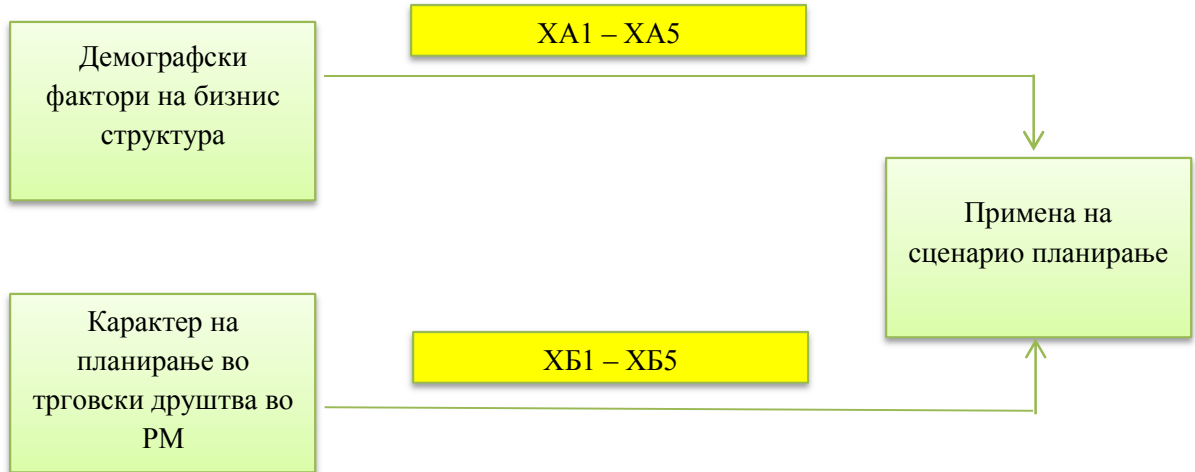 ХА1 – ХА5
Демографски
фактори на бизнис
структура
Примена на
сценарио планирање
Карактер на
планирање во
трговски друштва во
РМ
ХБ1 – ХБ5